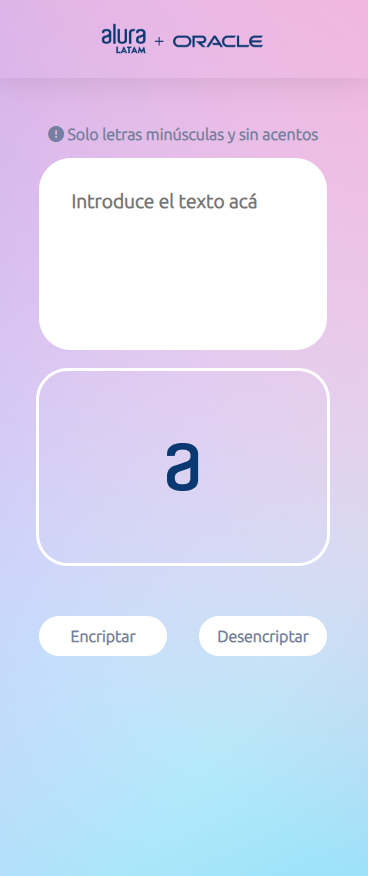 alura
LATAM + ORACLE
Solo letras minúsculas y sin acentos
Introduce el texto acá
a
Encriptar Desencriptar